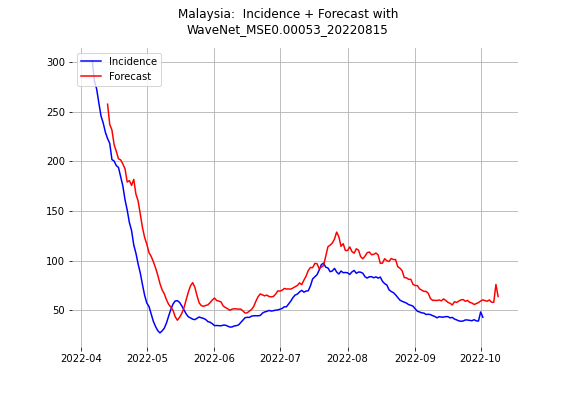 Malaysia:  Incidence + Forecast with
WaveNet_MSE0.00053_20220815
Incidence
Forecast
300
250
200
150
100
50
2022-04 2022-05 2022-06 2022-07 2022-08 2022-09 2022-10